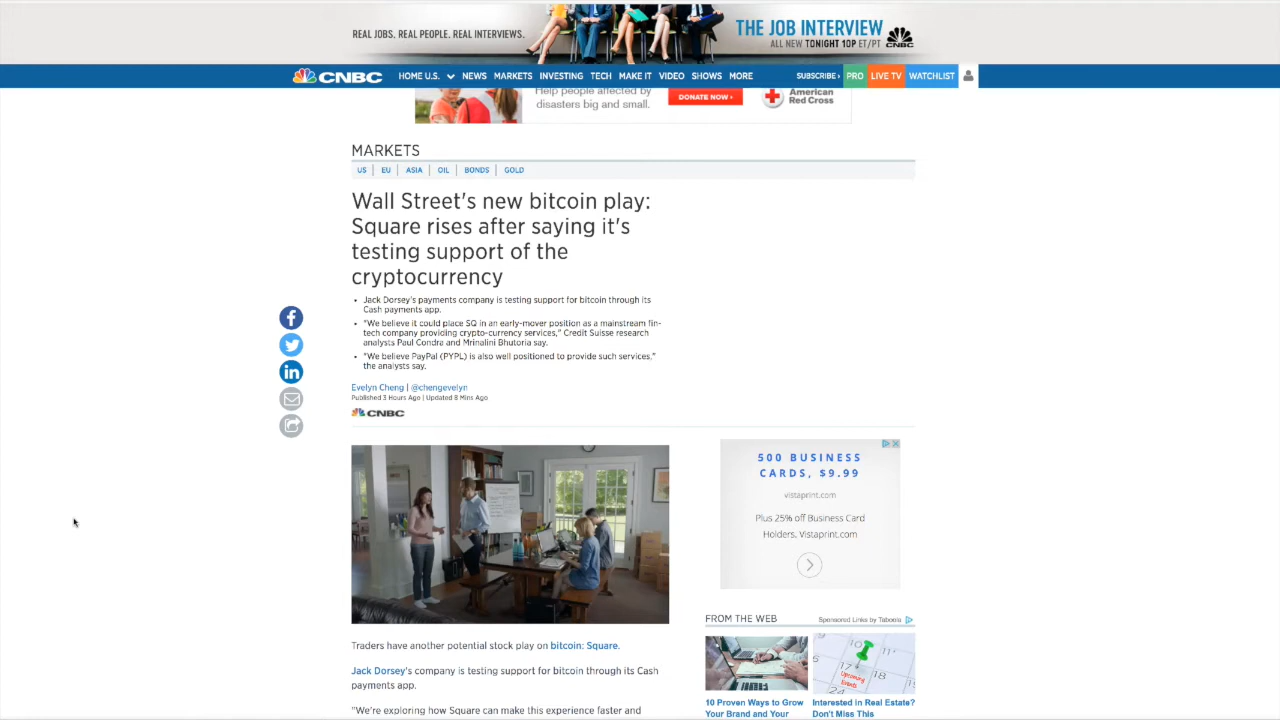 REAL JOBS. REAL PEOPLE. REAL INTERVIEWS.
THE JOB INTERVIEW
ALL NEW TONIGHT 10P ET/PT
CNBC
CNBC
HOME U.S. NEWS MARKETS INVESTING TECH MAKE IT VIDEO SHOWS MORE SUBSCRIBE PRO LIVE TV WATCHLIST
Help people affected by
disasters big and small.
DONATE NOW
American
Red Cross
MARKETS
US EU ASIA OIL BONDS GOLD
Wall Street's new bitcoin play:
Square rises after saying it's
testing support of the
cryptocurrency
• Jack Dorsey's payments company is testing support for bitcoin through its
Cash payments app.
• "We believe it could place SQ in an early-mover position as a mainstream fin-
tech company providing crypto-currency services," Credit Suisse research
analysts Paul Condra and Mrinalini Bhutoria say.
• "We believe PayPal (PYPL) is also well positioned to provide such services,"
the analysts say.
Evelyn Cheng | @chengevelyn
Published 3 Hours Ago | Updated 8 Mins Ago
CNBC
500 BUSINESS
CARDS, $9.99
vistaprint.com
Plus 25% off Business Card
Holders. Vistaprint.com
FROM THE WEB
Sponsored Links by Taboola
Traders have another potential stock play on bitcoin: Square.
Jack Dorsey's company is testing support for bitcoin through its Cash
payments app.
"We're exploring how Square can make this experience faster and
Upcoming
Events
10 Proven Ways to Grow
Your Brand and Your
Interested in Real Estate?
Don't Miss This